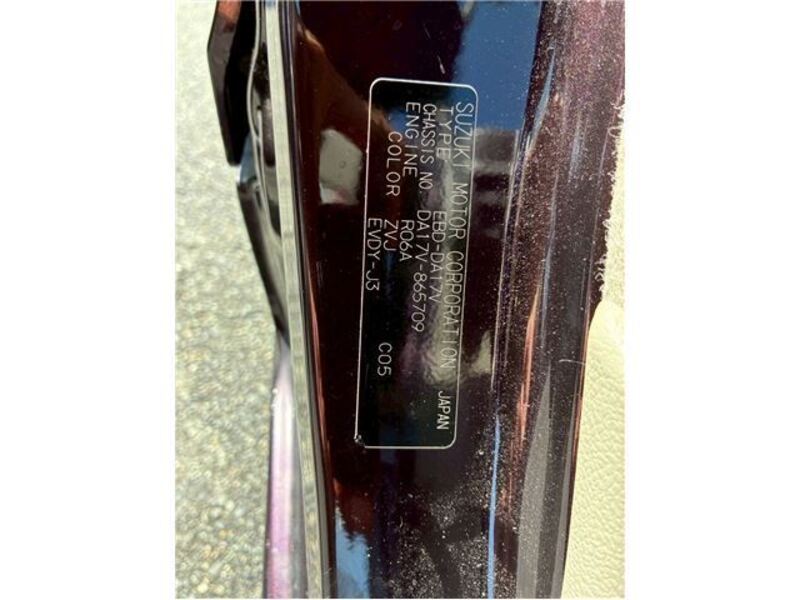 SUZUKI MOTOR CORPORATION JAPAN
TYPE EBD-DA17V
CHASSIS NO. DA17V-865709
ENGINE R06A
COLOR ZVJ C05
EVDY-J3